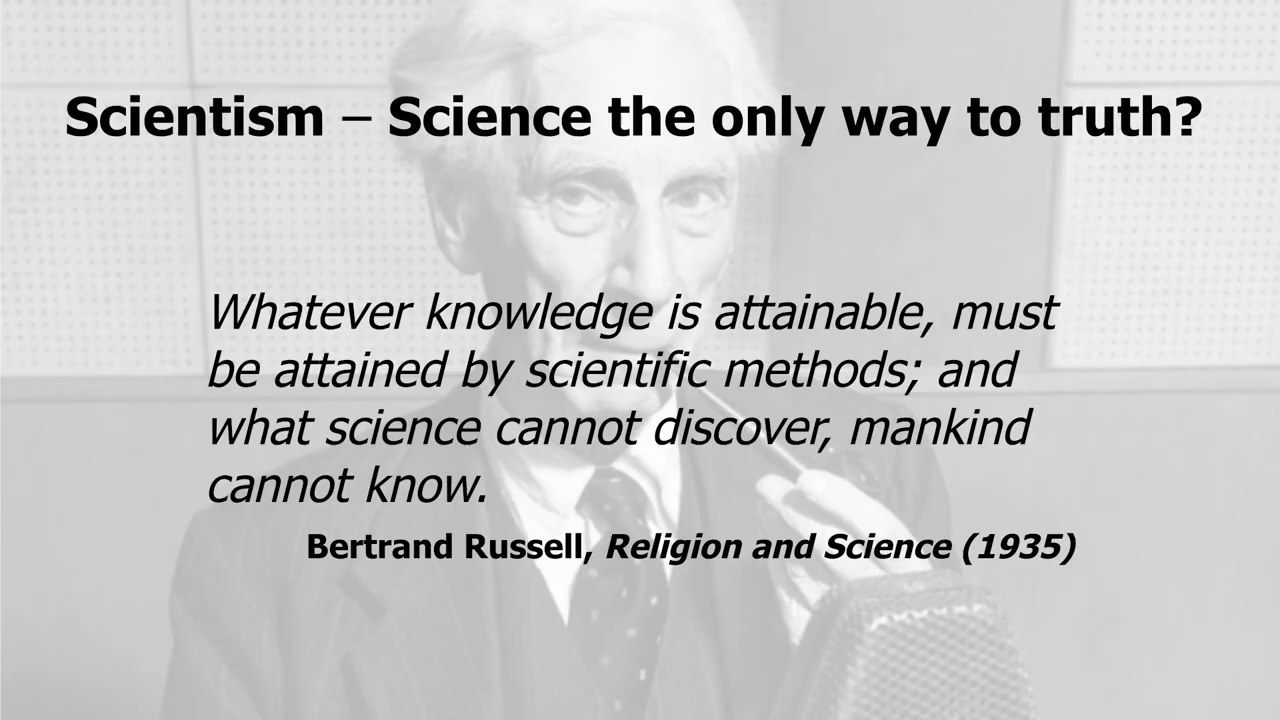 Scientism – Science the only way to truth?
Whatever knowledge is attainable, must
be attained by scientific methods; and
what science cannot discover, mankind
cannot know.
Bertrand Russell, Religion and Science (1935)